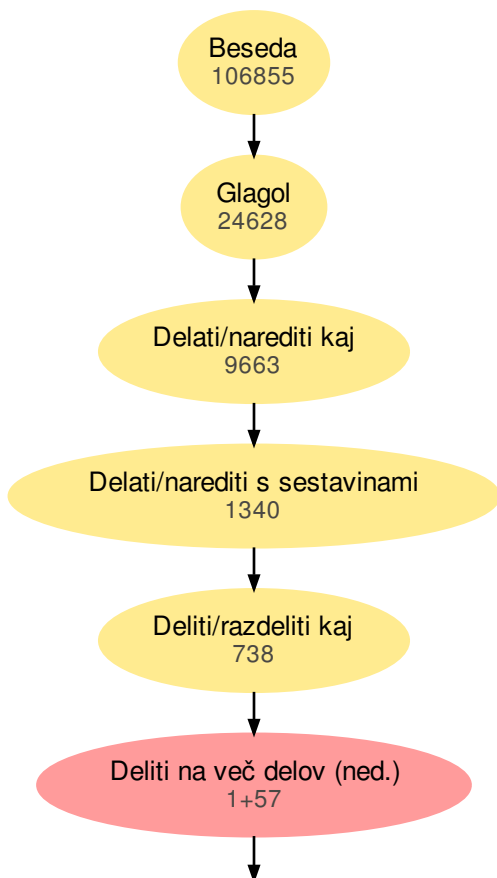 Beseda
106855
Glagol
24628
Delati/narediti kaj
9663
Delati/narediti s sestavinami
1340
Deliti/razdeliti kaj
738
Deliti na več delov (ned.)
1+57